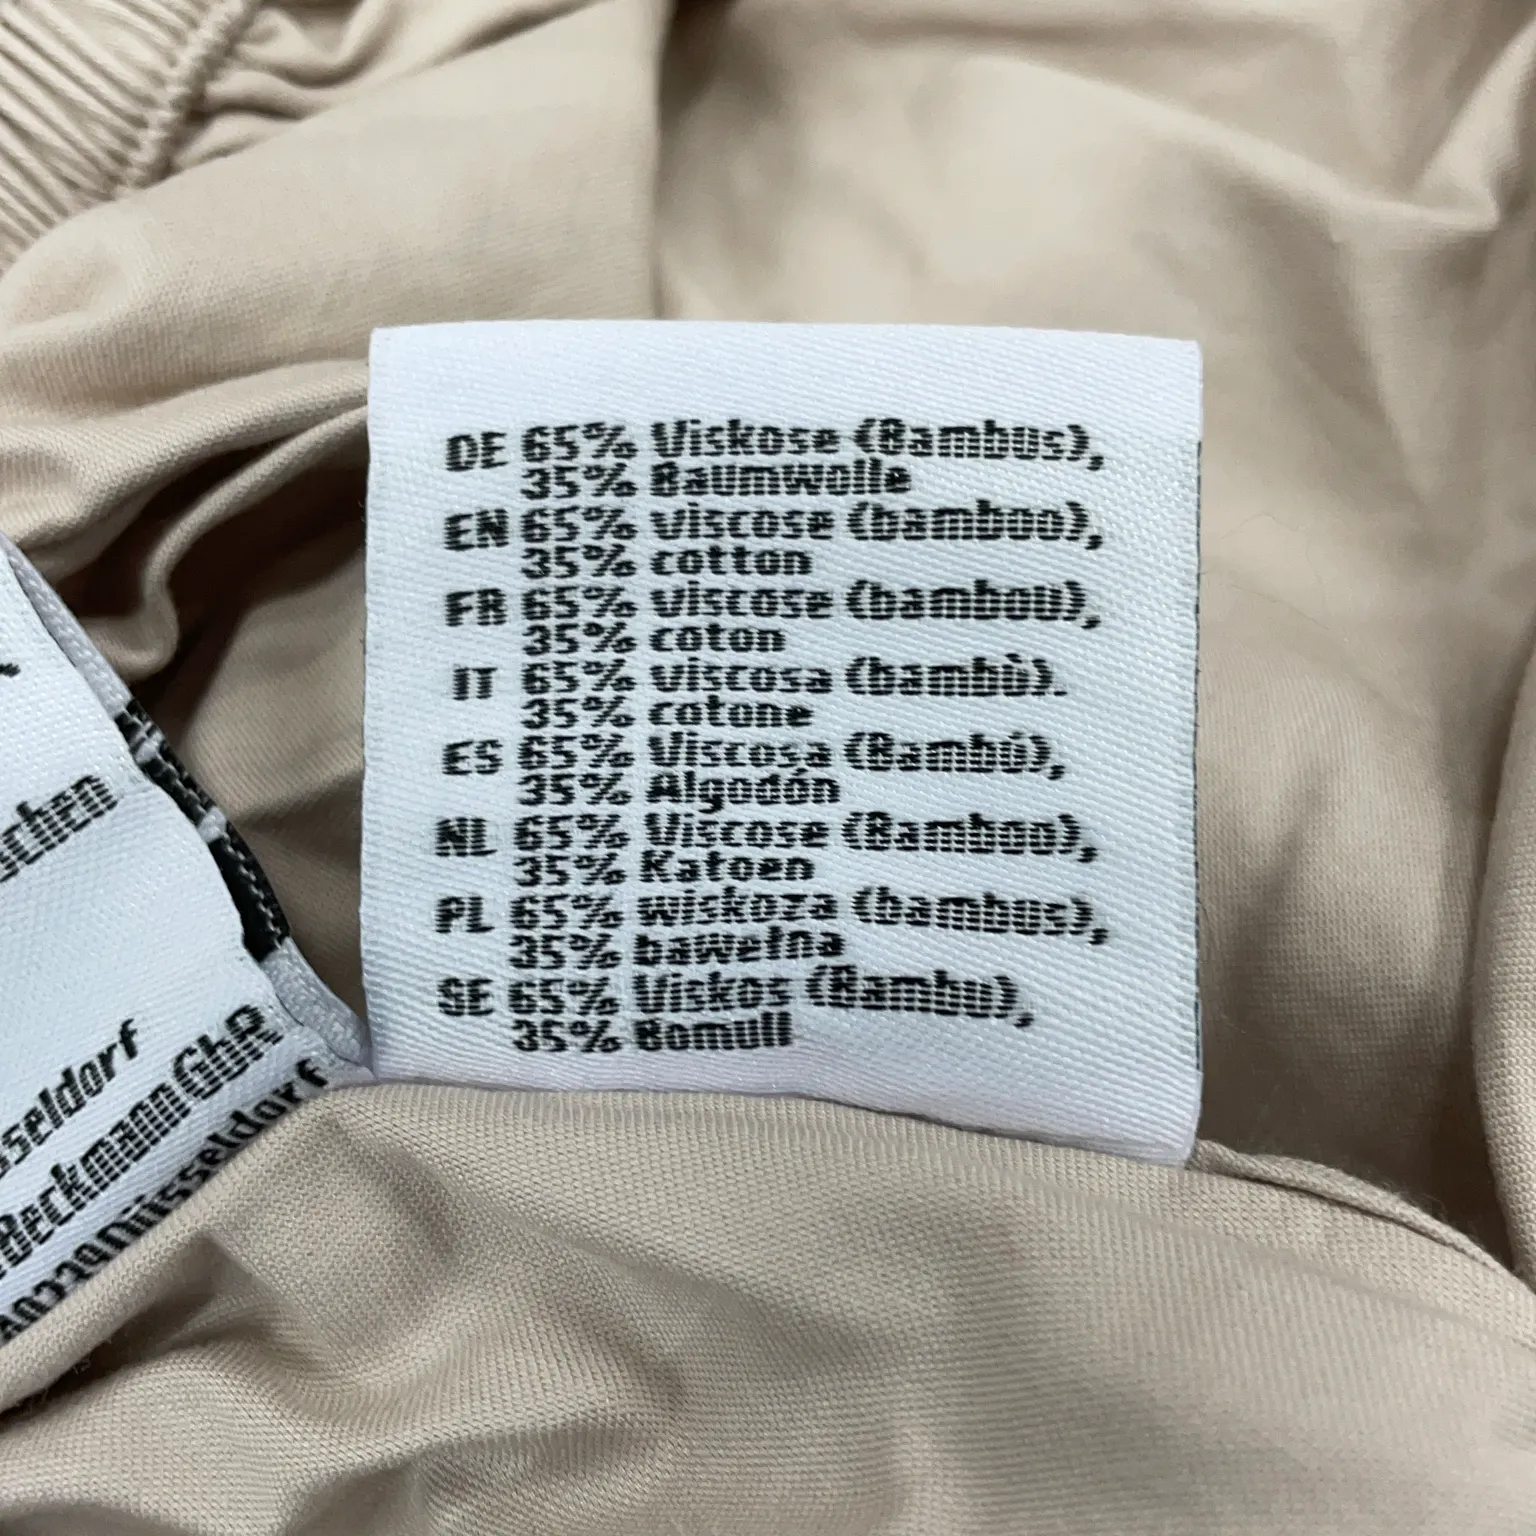 DE 65% Viskose (Bambus),
35% Baumwolle
EN 65% viscose (bamboo),
35% cotton
FR 65% viscose (bambou),
35% coton
IT 65% viscosa (bambù).
35% cotone
ES 65% Viscosa (Bambú),
35% Algodón
NL 65% Viscose (Bamboo),
35% Katoen
PL 65% wiskoza (bambus),
35% bawełna
SE 65% Viskos (Bambu),
35% Bomull
schen
sseldorf
Beckmann GbR
40239 Düsseldorf